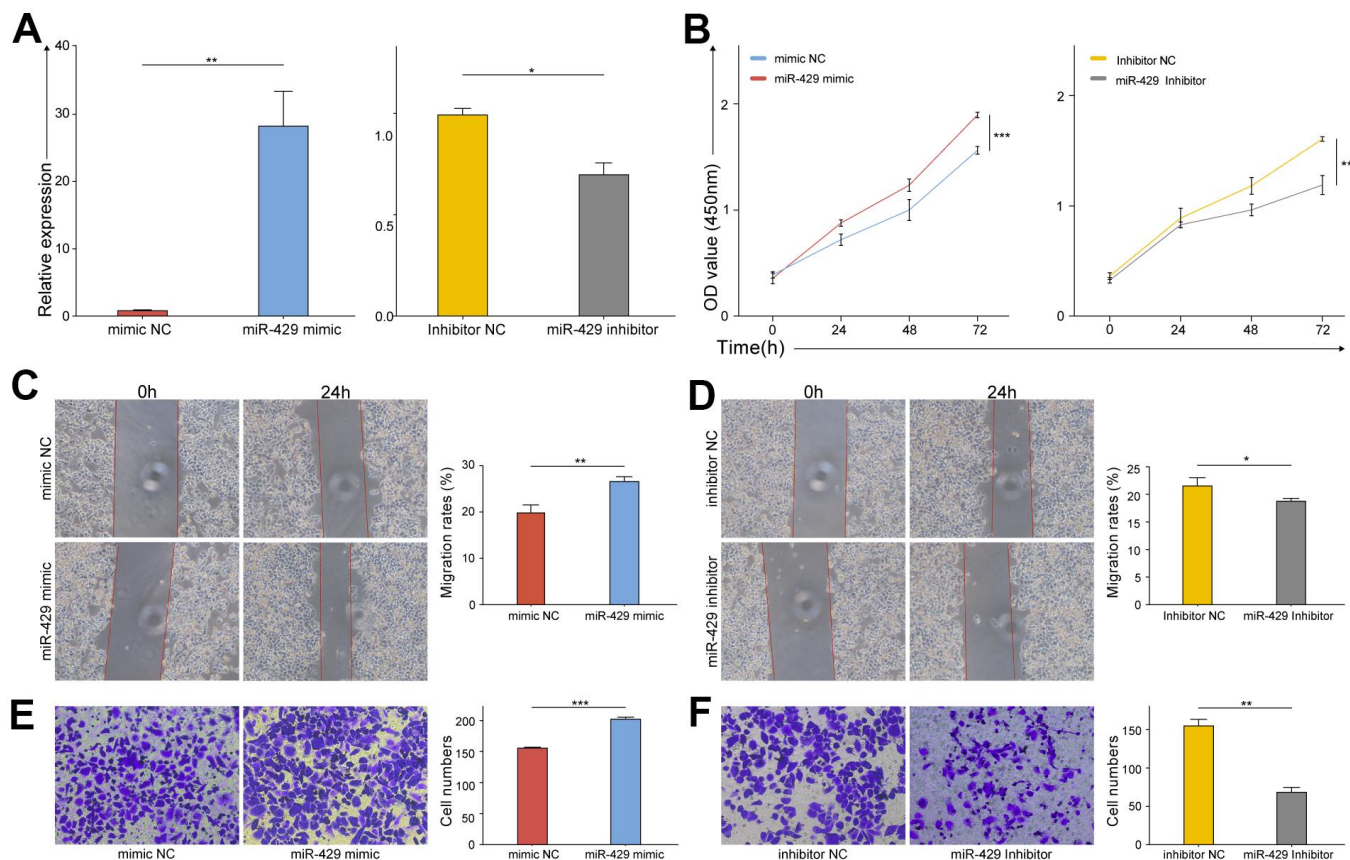 A
Relative expression
40
30
20
10
0
**
mimic NC
miR-429 mimic
1.0
0.5
0.0
*
Inhibitor NC
miR-429 inhibitor
B
OD value (450nm)
2
1
0
mimic NC
miR-429 mimic
***
0
24
48
72
2
1
0
Inhibitor NC
miR-429 Inhibitor
**
0
24
48
72
Time(h)
C
0h
24h
mimic NC
miR-429 mimic
Migration rates (%)
30
20
10
0
**
mimic NC
miR-429 mimic
D
0h
24h
inhibitor NC
miR-429 inhibitor
Migration rates (%)
25
20
15
10
5
0
*
Inhibitor NC
miR-429 Inhibitor
E
mimic NC
miR-429 mimic
Cell numbers
200
150
100
50
0
***
mimic NC
miR-429 mimic
F
inhibitor NC
miR-429 Inhibitor
Cell numbers
150
100
50
0
**
inhibitor NC
miR-429 Inhibitor